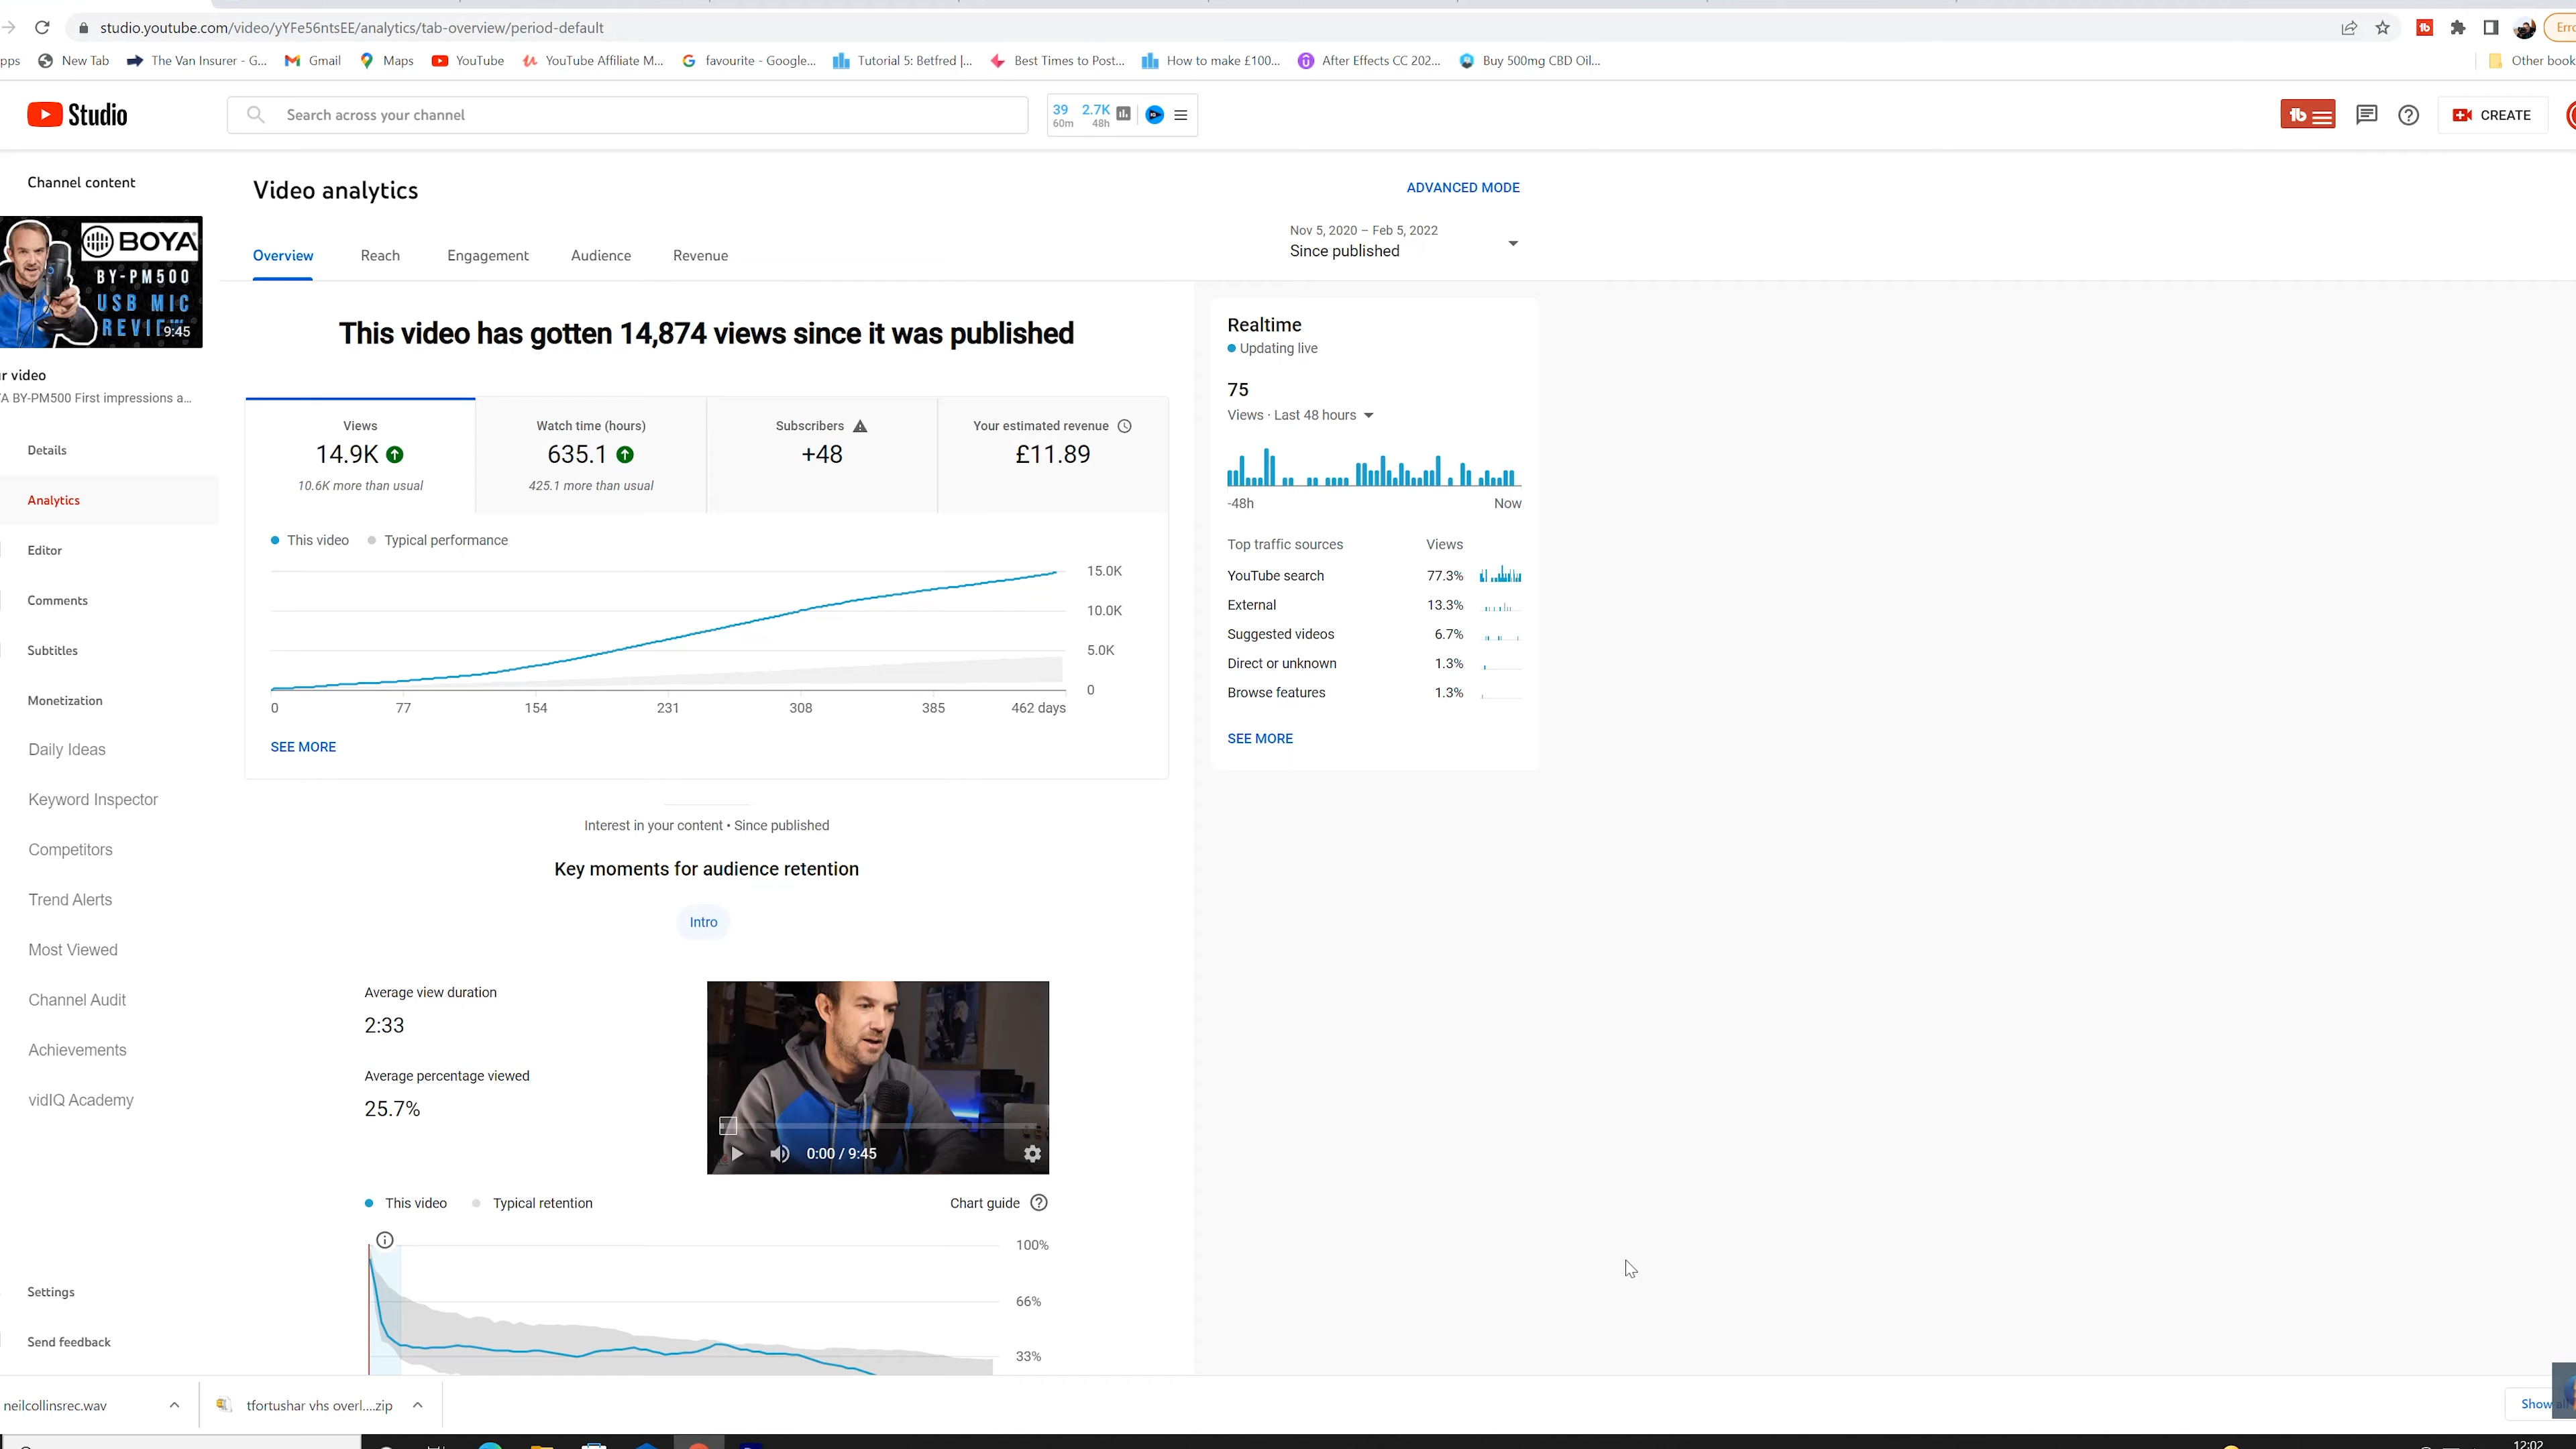 studio.youtube.com/video/yYFe56ntsEE/analytics/tab-overview/period-default
pps New Tab The Van Insurer - G... Gmail Maps YouTube YouTube Affiliate M... favourite - Google... Tutorial 5: Betfred |... Best Times to Post... How to make £100... After Effects CC 202... Buy 500mg CBD Oil... Other book
Studio
Search across your channel
39 2.7K
60m 48h
CREATE
Channel content
BOYA
BY-PM500
USB MIC
REVIEW
9:45
r video
A BY-PM500 First impressions a...
Details
Analytics
Editor
Comments
Subtitles
Monetization
Daily Ideas
Keyword Inspector
Competitors
Trend Alerts
Most Viewed
Channel Audit
Achievements
vidIQ Academy
Settings
Send feedback
Video analytics
ADVANCED MODE
Overview Reach Engagement Audience Revenue
Nov 5, 2020 – Feb 5, 2022
Since published
This video has gotten 14,874 views since it was published
Views
14.9K
10.6K more than usual
Watch time (hours)
635.1
425.1 more than usual
Subscribers
+48
Your estimated revenue
£11.89
This video Typical performance
15.0K
10.0K
5.0K
0
0 77 154 231 308 385 462 days
SEE MORE
Realtime
Updating live
75
Views · Last 48 hours
-48h Now
Top traffic sources Views
YouTube search 77.3%
External 13.3%
Suggested videos 6.7%
Direct or unknown 1.3%
Browse features 1.3%
SEE MORE
Interest in your content • Since published
Key moments for audience retention
Intro
Average view duration
2:33
Average percentage viewed
25.7%
0:00 / 9:45
This video Typical retention Chart guide
100%
66%
33%
neilcollinsrec.wav
tfortushar vhs overl....zip
Show
12:02